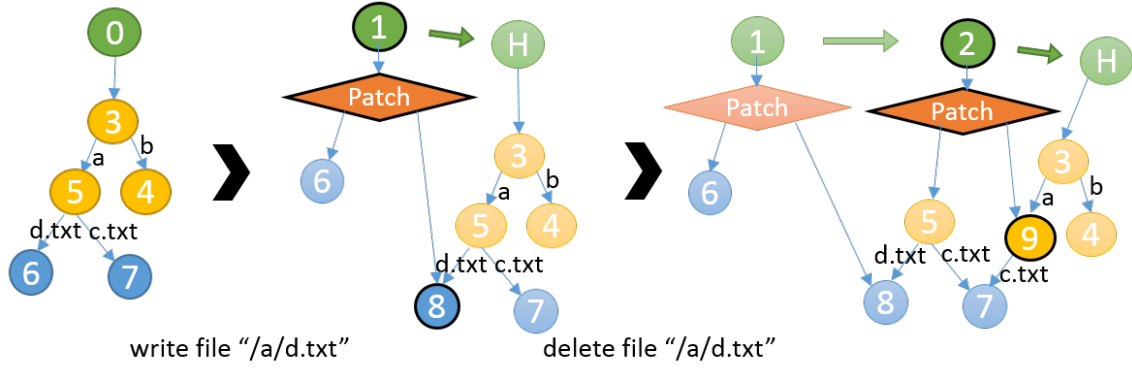 0
3
a
b
5
4
d.txt
c.txt
6
7
1
H
Patch
6
3
a
b
5
4
d.txt
c.txt
8
7
write file “/a/d.txt”
1
2
H
Patch
Patch
3
6
a
b
5
9
4
d.txt
c.txt
c.txt
8
7
delete file “/a/d.txt”